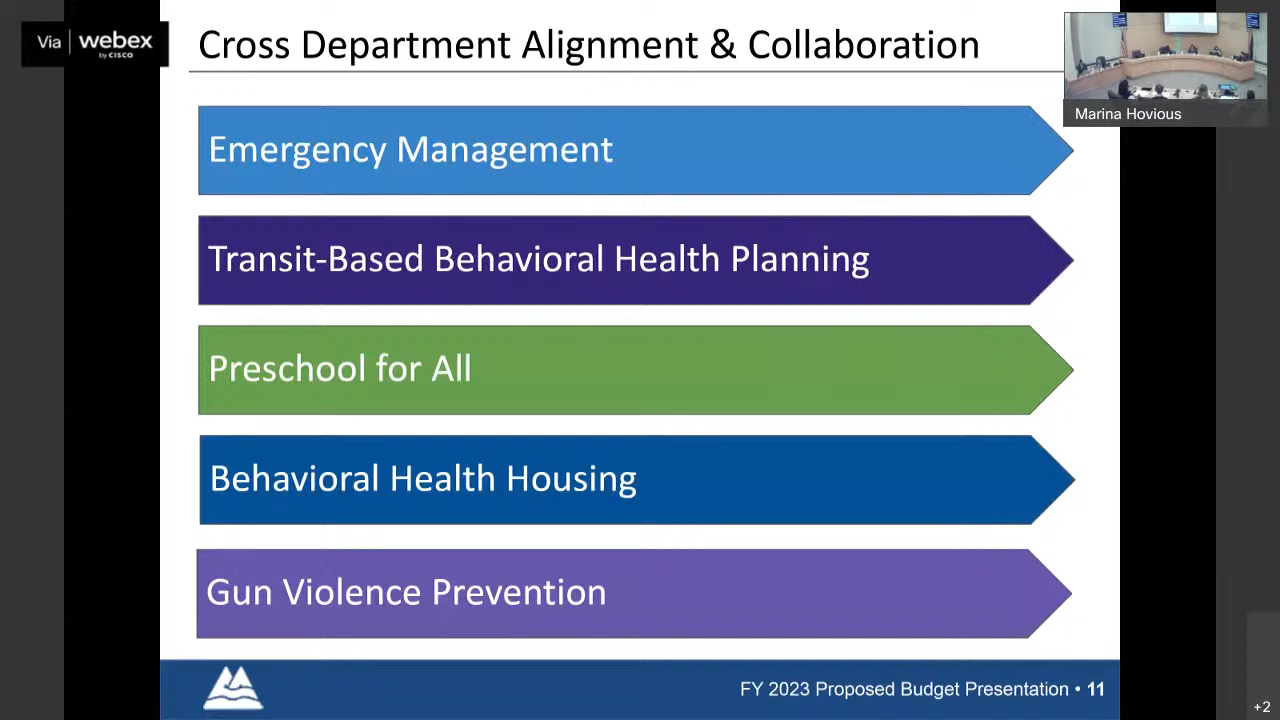 Via webex
by CISCO
Cross Department Alignment & Collaboration
Marina Hovious
Emergency Management
Transit-Based Behavioral Health Planning
Preschool for All
Behavioral Health Housing
Gun Violence Prevention
FY 2023 Proposed Budget Presentation • 11
+2